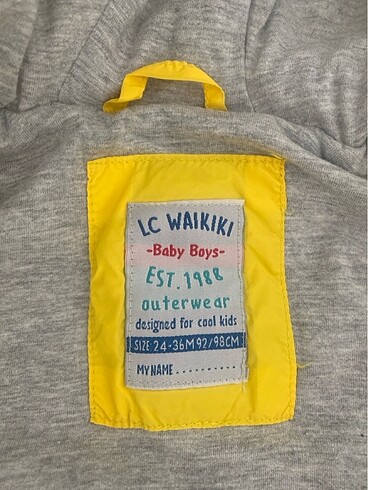 LC WAIKIKI
-Baby Boys-
EST. 1988
outerwear
designed for cool kids
SIZE 24-36M 92/98CM
MY NAME..........